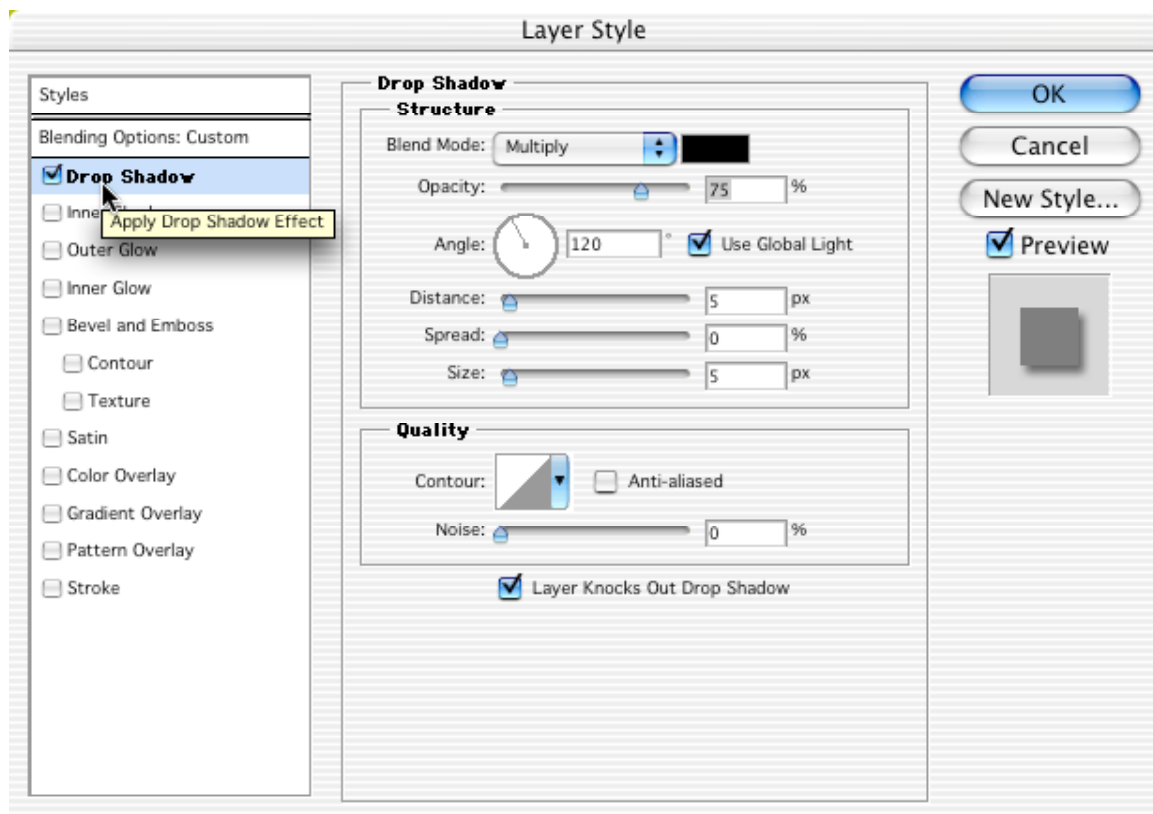 Layer Style
Styles
Blending Options: Custom
Drop Shadow
Apply Drop Shadow Effect
Outer Glow
Inner Glow
Bevel and Emboss
Contour
Texture
Satin
Color Overlay
Gradient Overlay
Pattern Overlay
Stroke
Drop Shadow
Structure
Blend Mode: Multiply
Opacity: 75 %
Angle: 120 ° Use Global Light
Distance: 5 px
Spread: 0 %
Size: 5 px
Quality
Contour: Anti-aliased
Noise: 0 %
Layer Knocks Out Drop Shadow
OK
Cancel
New Style...
Preview